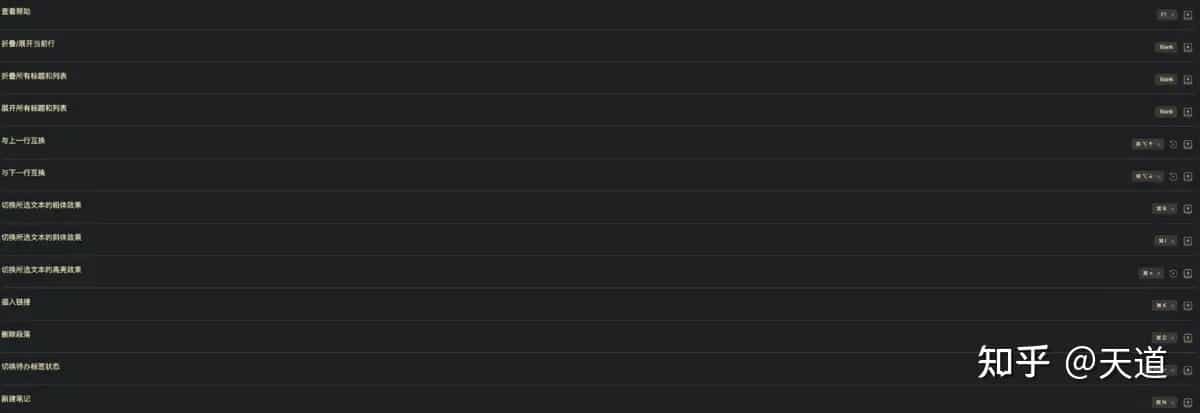 查看帮助 F1 ×
折叠/展开当前行 Blank
折叠所有标题和列表 Blank
展开所有标题和列表 Blank
与上一行互换 ⌘ ⌥ ↑ ×
与下一行互换 ⌘ ⌥ ↓ ×
切换所选文本的粗体效果 ⌘ B ×
切换所选文本的斜体效果 ⌘ I ×
切换所选文本的高亮效果 ⌘
插入链接 ⌘ K ×
删除段落 ⌘ D ×
切换待办标签状态
新建笔记 ⌘ N ×
知乎 @天道